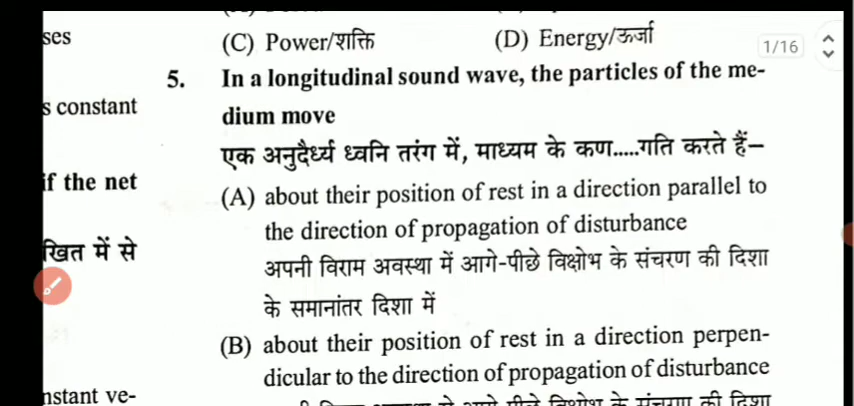 ses
s constant
if the net
खित में से
nstant ve-
(C) Power/शक्ति (D) Energy/ऊर्जा
1/16
5. In a longitudinal sound wave, the particles of the me-
dium move
एक अनुदैर्ध्य ध्वनि तरंग में, माध्यम के कण.....गति करते हैं–
(A) about their position of rest in a direction parallel to
the direction of propagation of disturbance
अपनी विराम अवस्था में आगे-पीछे विक्षोभ के संचरण की दिशा
के समानांतर दिशा में
(B) about their position of rest in a direction perpen-
dicular to the direction of propagation of disturbance